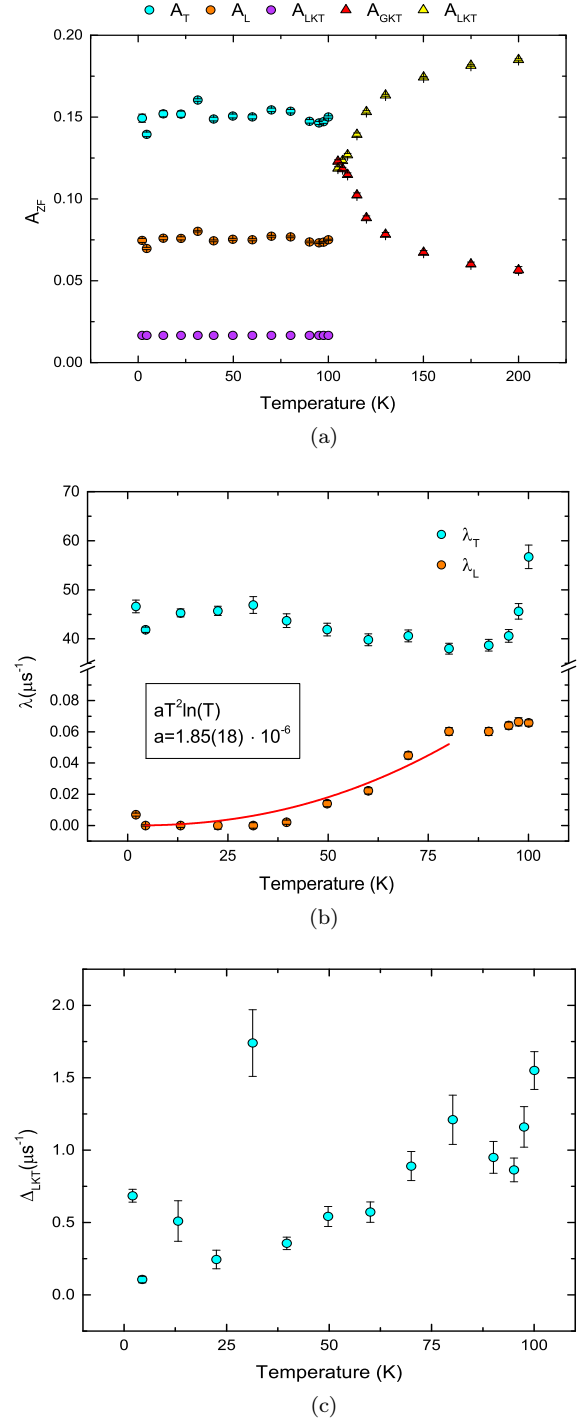 A_T A_L A_LKT A_GKT A_LKT
0.20
0.15
0.10
0.05
0.00
A_ZF
0 50 100 150 200
Temperature (K)
(a)
70
60
50
40
0.08
0.06
0.04
0.02
0.00
λ(μs⁻¹)
λ_T
λ_L
aT²ln(T)
a=1.85(18) · 10⁻⁶
0 25 50 75 100
Temperature (K)
(b)
2.0
1.5
1.0
0.5
0.0
Δ_LKT(μs⁻¹)
0 25 50 75 100
Temperature (K)
(c)